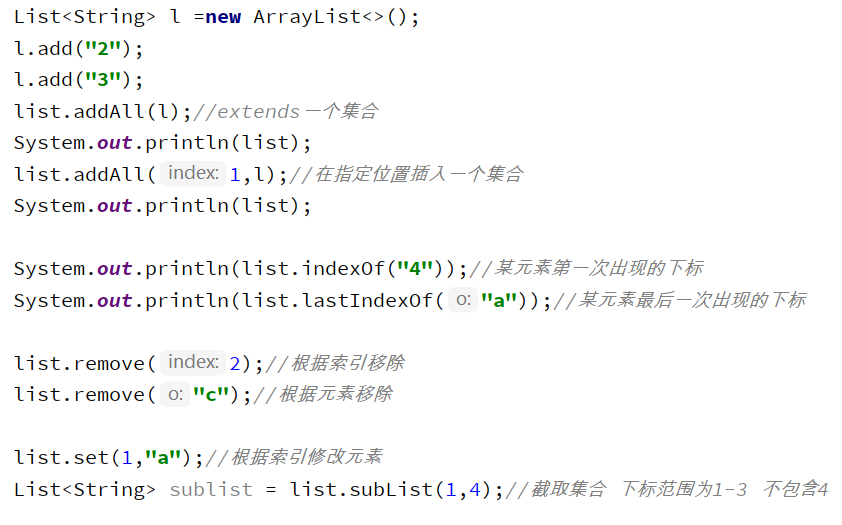 List<String> l =new ArrayList<>();
l.add("2");
l.add("3");
list.addAll(l);//extends一个集合
System.out.println(list);
list.addAll( index: 1,l);//在指定位置插入一个集合
System.out.println(list);
System.out.println(list.indexOf("4"));//某元素第一次出现的下标
System.out.println(list.lastIndexOf( o: "a"));//某元素最后一次出现的下标
list.remove( index: 2);//根据索引移除
list.remove( o: "c");//根据元素移除
list.set(1,"a");//根据索引修改元素
List<String> sublist = list.subList(1,4);//截取集合 下标范围为1-3 不包含4